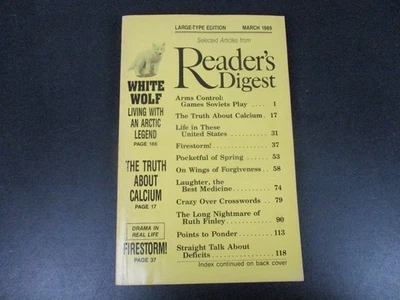 LARGE-TYPE EDITION MARCH 1989
Selected Articles from
Reader's
Digest
WHITE
WOLF
LIVING WITH
AN ARCTIC
LEGEND
PAGE 166
THE TRUTH
ABOUT
CALCIUM
PAGE 17
DRAMA IN
REAL LIFE
FIRESTORM!
PAGE 37
Arms Control:
Games Soviets Play .... 1
The Truth About Calcium . 17
Life in These
United States ........ 31
Firestorm! ........... 37
Pocketful of Spring ..... 53
On Wings of Forgiveness .. 58
Laughter, the
Best Medicine ........ 74
Crazy Over Crosswords .. 79
The Long Nightmare of
Ruth Finley .......... 90
Points to Ponder ....... 113
Straight Talk About
Deficits ............. 118
Index continued on back cover